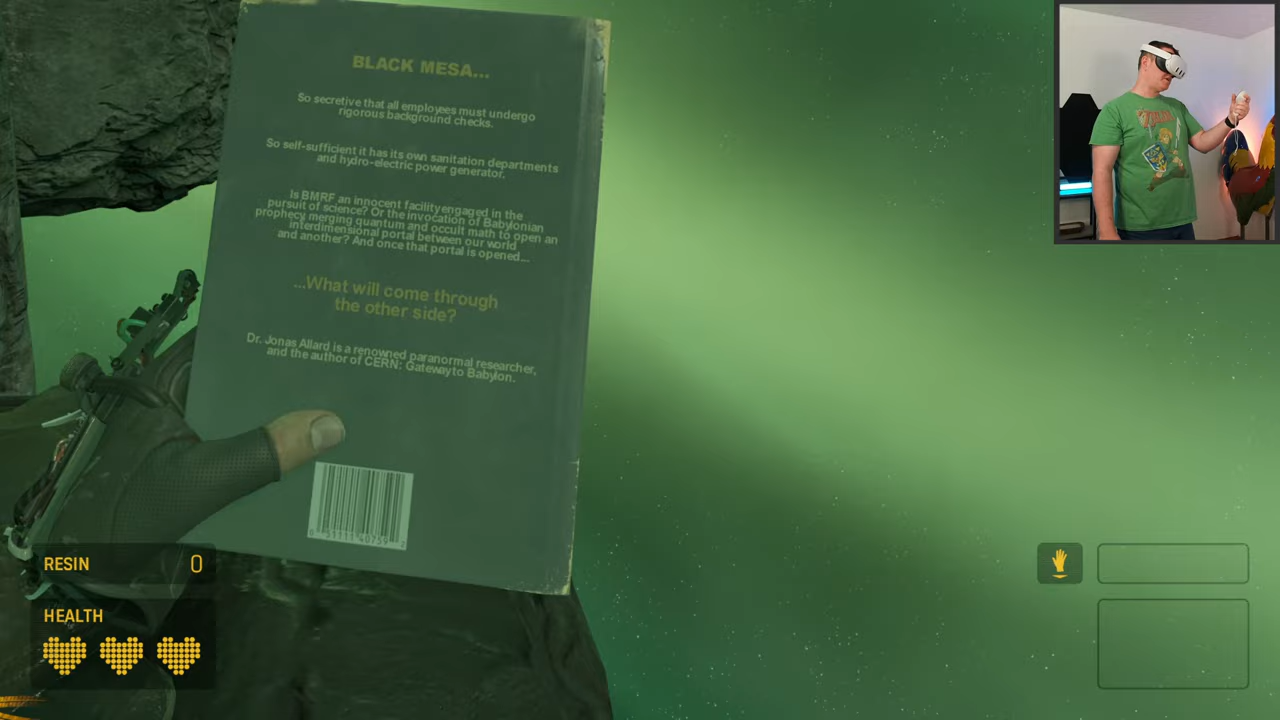 BLACK MESA...
So secretive that all employees must undergo
rigorous background checks.
So self-sufficient it has its own sanitation departments
and hydro-electric power generator.
Is BMRF an innocent facility engaged in the
pursuit of science? Or the invocation of Babylonian
prophecy, merging quantum and occult math to open an
interdimensional portal between our world
and another? And once that portal is opened...
...What will come through
the other side?
Dr. Jonas Allard is a renowned paranormal researcher,
and the author of CERN: Gateway to Babylon.
RESIN 0
HEALTH